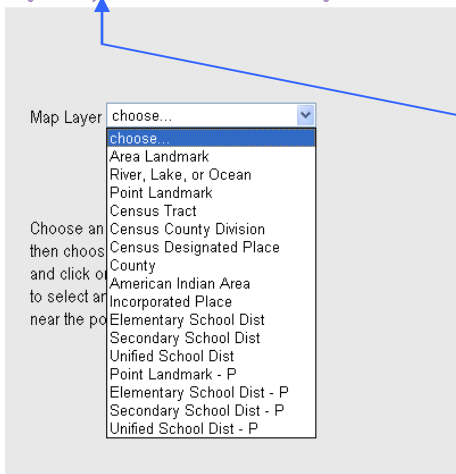 Map Layer choose...
choose...
Area Landmark
River, Lake, or Ocean
Point Landmark
Census Tract
Choose an Census County Division
then choos Census Designated Place
County
and click o
American Indian Area
to select ar Incorporated Place
near the po Elementary School Dist
Secondary School Dist
Unified School Dist
Point Landmark - P
Elementary School Dist - P
Secondary School Dist - P
Unified School Dist - P